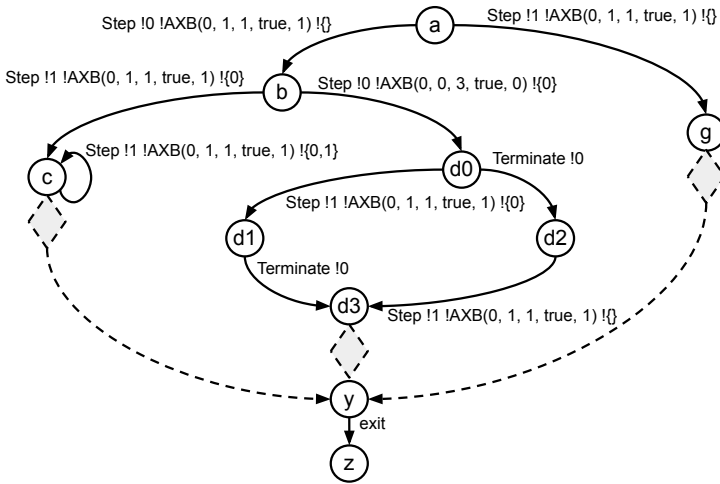 Step !0 !AXB(0, 1, 1, true, 1) !{}
a
Step !1 !AXB(0, 1, 1, true, 1) !{}
Step !1 !AXB(0, 1, 1, true, 1) !{0}
b
Step !0 !AXB(0, 0, 3, true, 0) !{0}
g
Step !1 !AXB(0, 1, 1, true, 1) !{0,1}
c
d0
Terminate !0
Step !1 !AXB(0, 1, 1, true, 1) !{0}
d1
d2
Terminate !0
d3
Step !1 !AXB(0, 1, 1, true, 1) !{}
y
exit
z